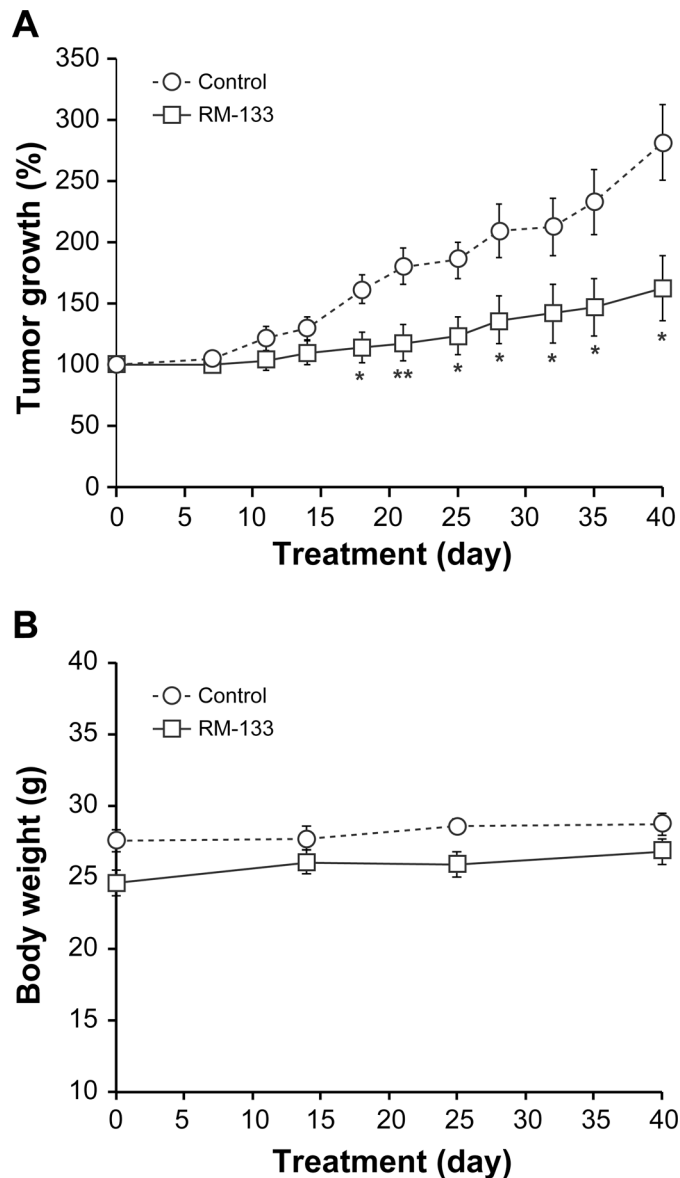 A
350
300
250
200
150
100
50
0
Tumor growth (%)
Control
RM-133
* ** * * * * *
0 5 10 15 20 25 30 35 40
Treatment (day)
B
40
35
30
25
20
15
10
Body weight (g)
Control
RM-133
0 5 10 15 20 25 30 35 40
Treatment (day)